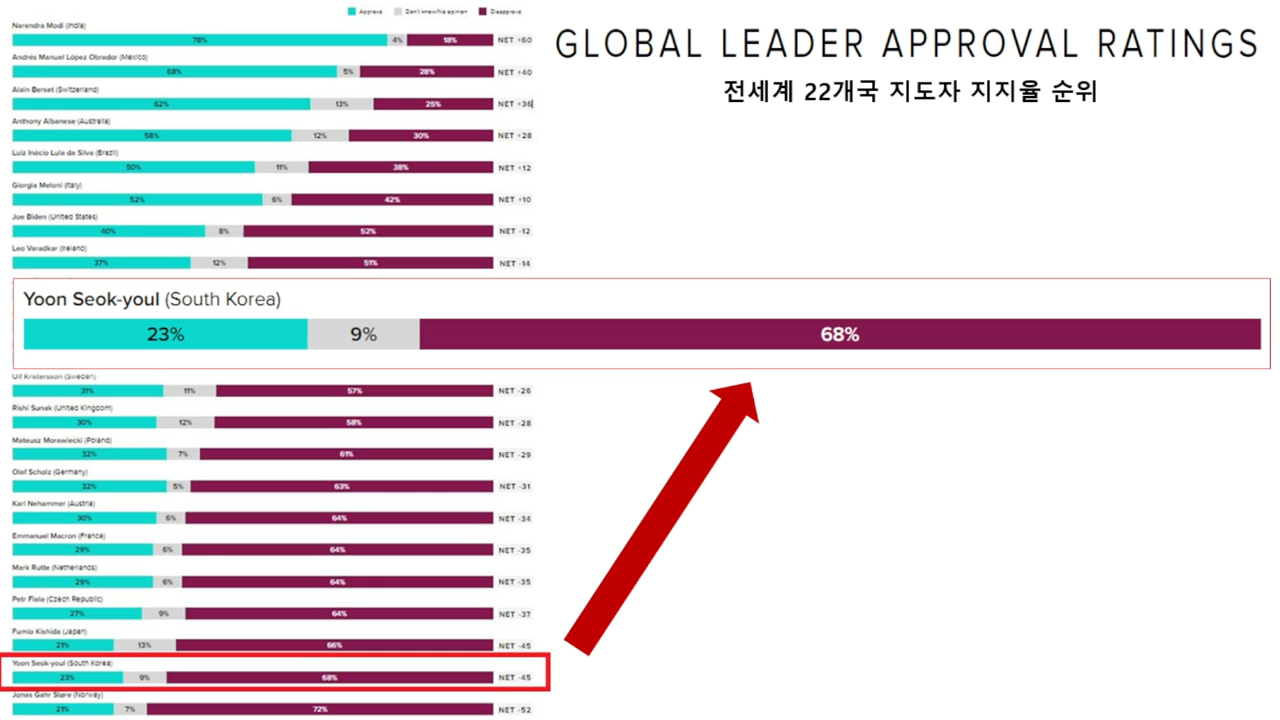 Approve Don't know/No opinion Disapprove
GLOBAL LEADER APPROVAL RATINGS
전세계 22개국 지도자 지지율 순위
Narendra Modi (India)
78% 4% 18% NET +60
Andrés Manuel López Obrador (Mexico)
68% 5% 28% NET +40
Alain Berset (Switzerland)
62% 13% 25% NET +36
Anthony Albanese (Australia)
58% 12% 30% NET +28
Luiz Inácio Lula da Silva (Brazil)
50% 11% 38% NET +12
Giorgia Meloni (Italy)
52% 6% 42% NET +10
Joe Biden (United States)
40% 8% 52% NET -12
Leo Varadkar (Ireland)
37% 12% 51% NET -14
Yoon Seok-youl (South Korea)
23% 9% 68%
Ulf Kristersson (Sweden)
31% 11% 57% NET -26
Rishi Sunak (United Kingdom)
30% 12% 58% NET -28
Mateusz Morawiecki (Poland)
32% 7% 61% NET -29
Olaf Scholz (Germany)
32% 5% 63% NET -31
Karl Nehammer (Austria)
30% 6% 64% NET -34
Emmanuel Macron (France)
29% 6% 64% NET -35
Mark Rutte (Netherlands)
29% 6% 64% NET -35
Petr Fiala (Czech Republic)
27% 9% 64% NET -37
Fumio Kishida (Japan)
21% 13% 66% NET -45
Yoon Seok-youl (South Korea)
23% 9% 68% NET -45
Jonas Gahr Støre (Norway)
21% 7% 72% NET -52